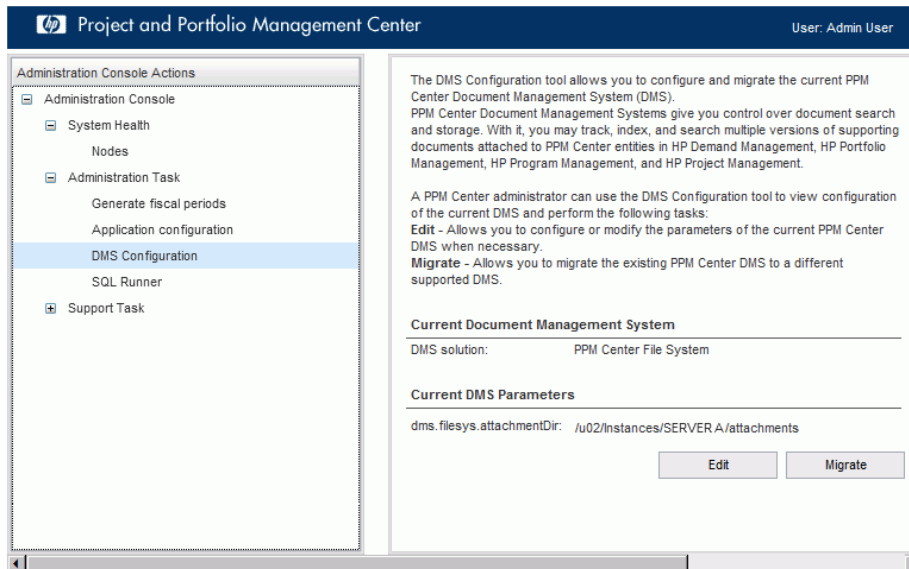 hp Project and Portfolio Management Center
User: Admin User
Administration Console Actions
Administration Console
System Health
Nodes
Administration Task
Generate fiscal periods
Application configuration
DMS Configuration
SQL Runner
Support Task
The DMS Configuration tool allows you to configure and migrate the current PPM
Center Document Management System (DMS).
PPM Center Document Management Systems give you control over document search
and storage. With it, you may track, index, and search multiple versions of supporting
documents attached to PPM Center entities in HP Demand Management, HP Portfolio
Management, HP Program Management, and HP Project Management.
A PPM Center administrator can use the DMS Configuration tool to view configuration
of the current DMS and perform the following tasks:
Edit - Allows you to configure or modify the parameters of the current PPM Center
DMS when necessary.
Migrate - Allows you to migrate the existing PPM Center DMS to a different
supported DMS.
Current Document Management System
DMS solution: PPM Center File System
Current DMS Parameters
dms.filesys.attachmentDir: /u02/Instances/SERVER A/attachments
Edit Migrate